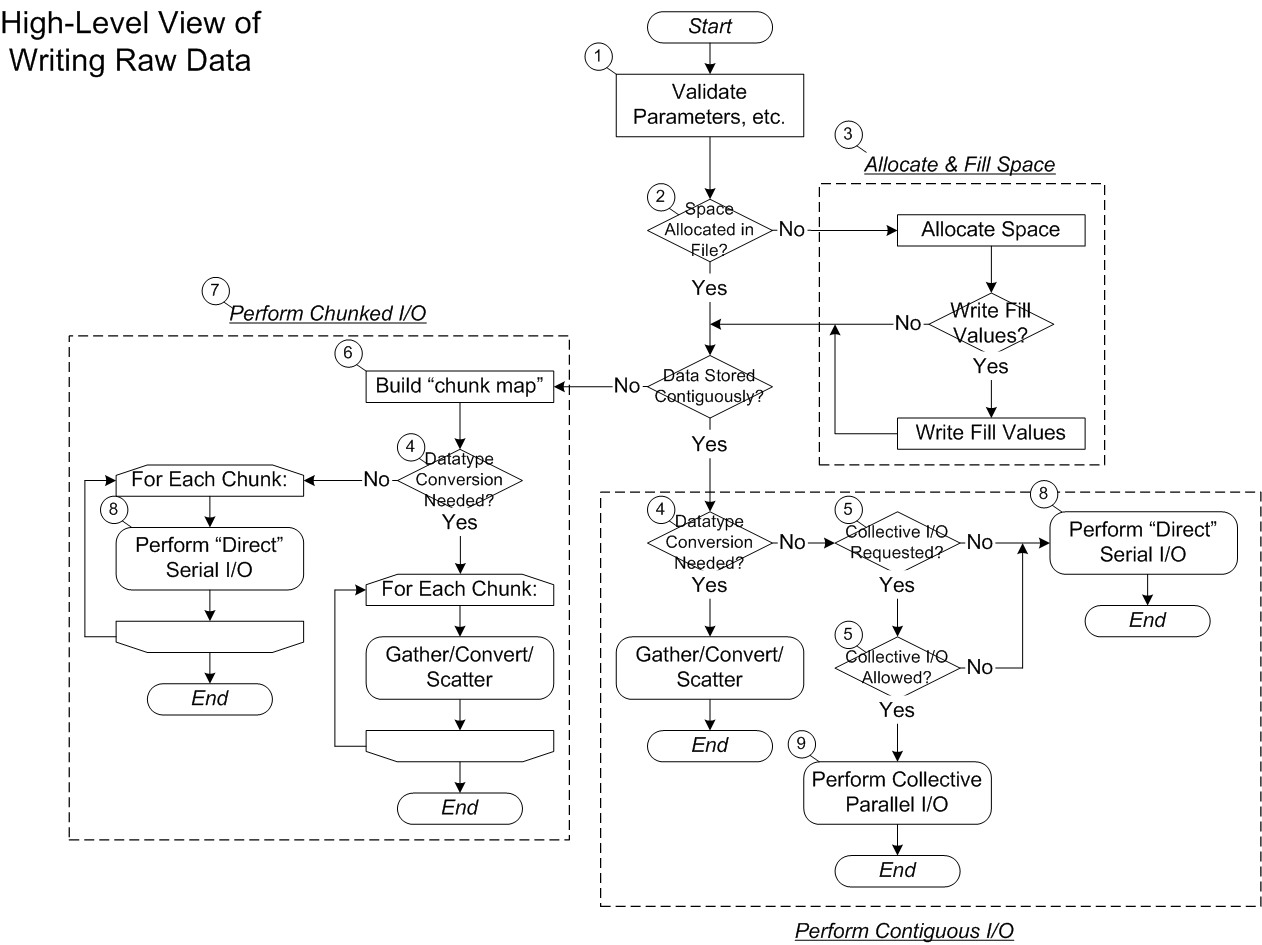 High-Level View of
Writing Raw Data
Start
1
Validate
Parameters, etc.
3
Allocate & Fill Space
2
Space
Allocated in
File?
No
Allocate Space
Yes
7
Perform Chunked I/O
Write Fill
Values?
No
Yes
6
Build “chunk map”
No
Data Stored
Contiguously?
Yes
Write Fill Values
4
Datatype
Conversion
Needed?
No
Yes
For Each Chunk:
8
Perform “Direct”
Serial I/O
End
For Each Chunk:
Gather/Convert/
Scatter
End
4
Datatype
Conversion
Needed?
No
Yes
Gather/Convert/
Scatter
End
5
Collective I/O
Requested?
No
Yes
8
Perform “Direct”
Serial I/O
End
5
Collective I/O
Allowed?
No
Yes
9
Perform Collective
Parallel I/O
End
Perform Contiguous I/O